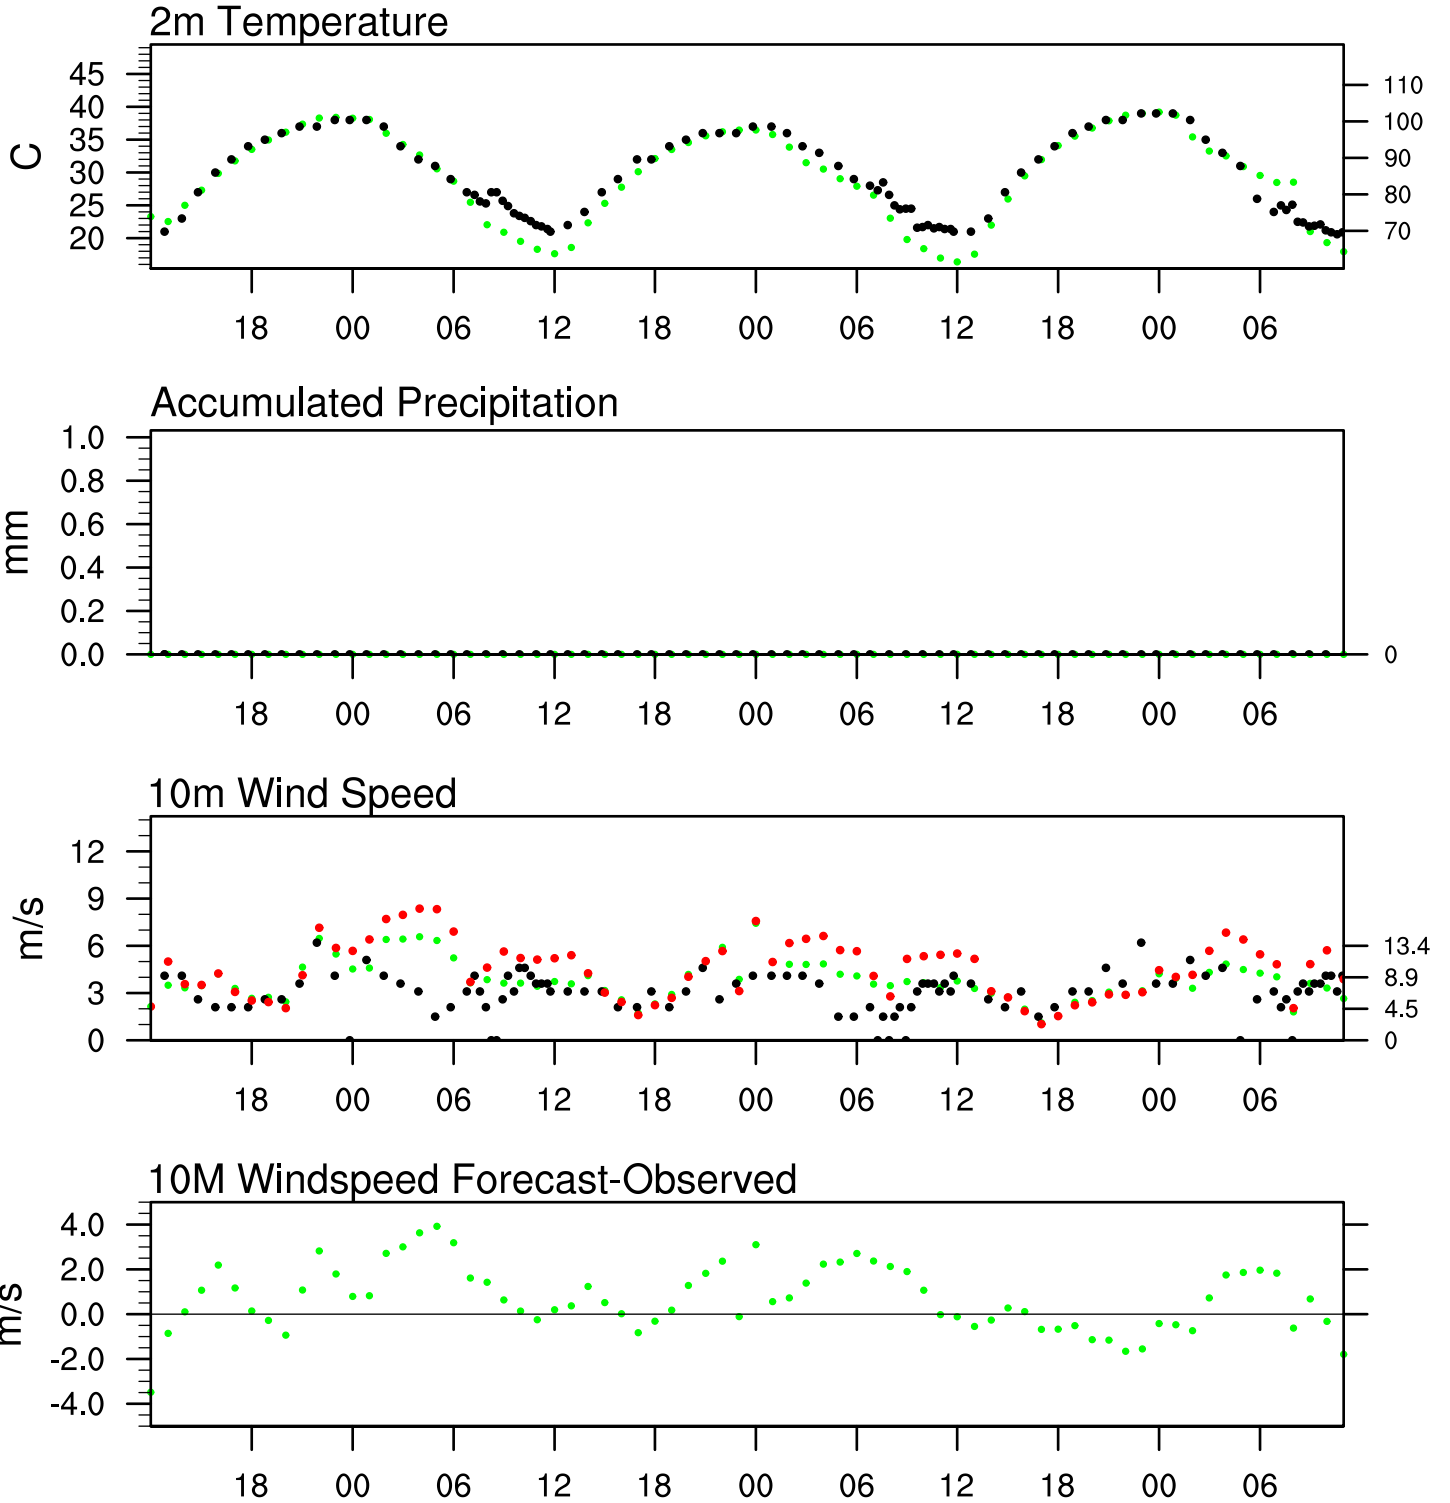 2m Temperature
45
40
35
30
25
20
C
110
100
90
80
70
18 00 06 12 18 00 06 12 18 00 06
Accumulated Precipitation
1.0
0.8
0.6
0.4
0.2
0.0
mm
0
18 00 06 12 18 00 06 12 18 00 06
10m Wind Speed
12
9
6
3
0
m/s
13.4
8.9
4.5
0
18 00 06 12 18 00 06 12 18 00 06
10M Windspeed Forecast-Observed
4.0
2.0
0.0
-2.0
-4.0
m/s
18 00 06 12 18 00 06 12 18 00 06